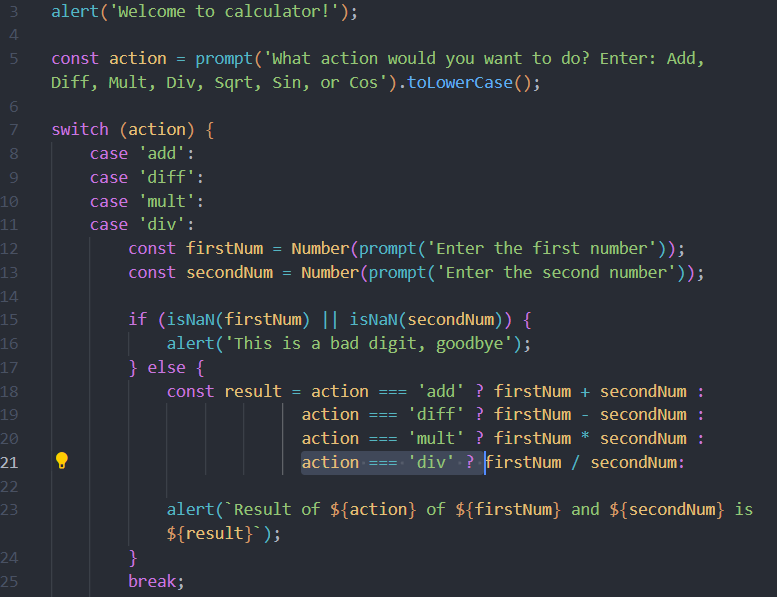 3 alert('Welcome to calculator!');
4
5 const action = prompt('What action would you want to do? Enter: Add,
Diff, Mult, Div, Sqrt, Sin, or Cos').toLowerCase();
6
7 switch (action) {
8 case 'add':
9 case 'diff':
10 case 'mult':
11 case 'div':
12 const firstNum = Number(prompt('Enter the first number'));
13 const secondNum = Number(prompt('Enter the second number'));
14
15 if (isNaN(firstNum) || isNaN(secondNum)) {
16 alert('This is a bad digit, goodbye');
17 } else {
18 const result = action === 'add' ? firstNum + secondNum :
19 action === 'diff' ? firstNum - secondNum :
20 action === 'mult' ? firstNum * secondNum :
21 action === 'div' ? firstNum / secondNum:
22
23 alert(`Result of ${action} of ${firstNum} and ${secondNum} is
${result}`);
24 }
25 break;